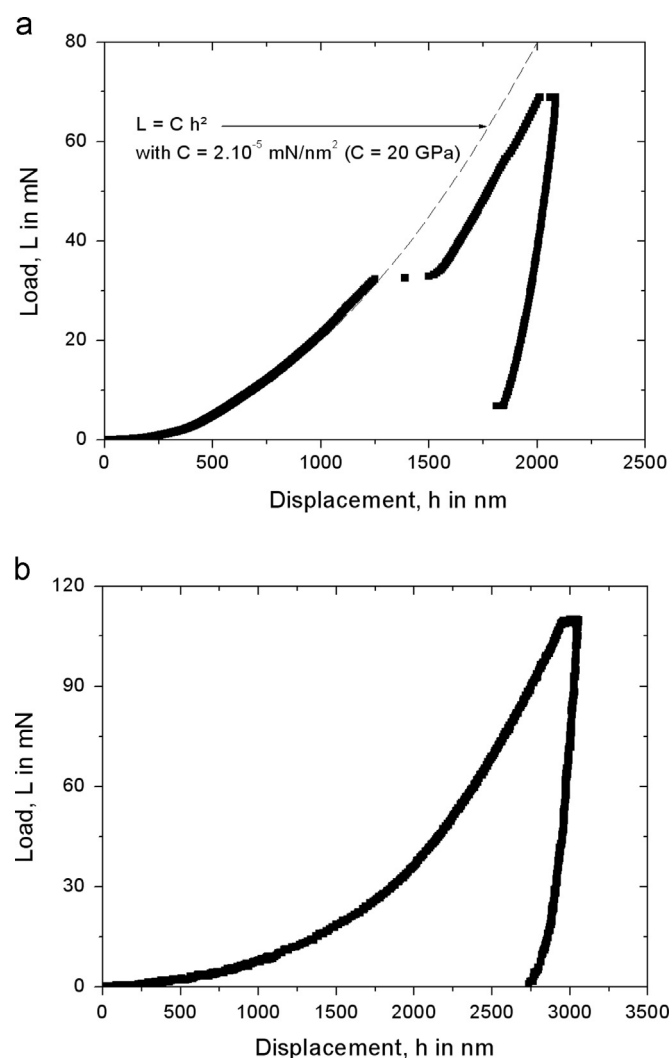 a
80
60
40
20
0
Load, L in mN
L = C h²
with C = 2.10⁻⁵ mN/nm² (C = 20 GPa)
0 500 1000 1500 2000 2500
Displacement, h in nm
b
120
90
60
30
0
Load, L in mN
0 500 1000 1500 2000 2500 3000 3500
Displacement, h in nm